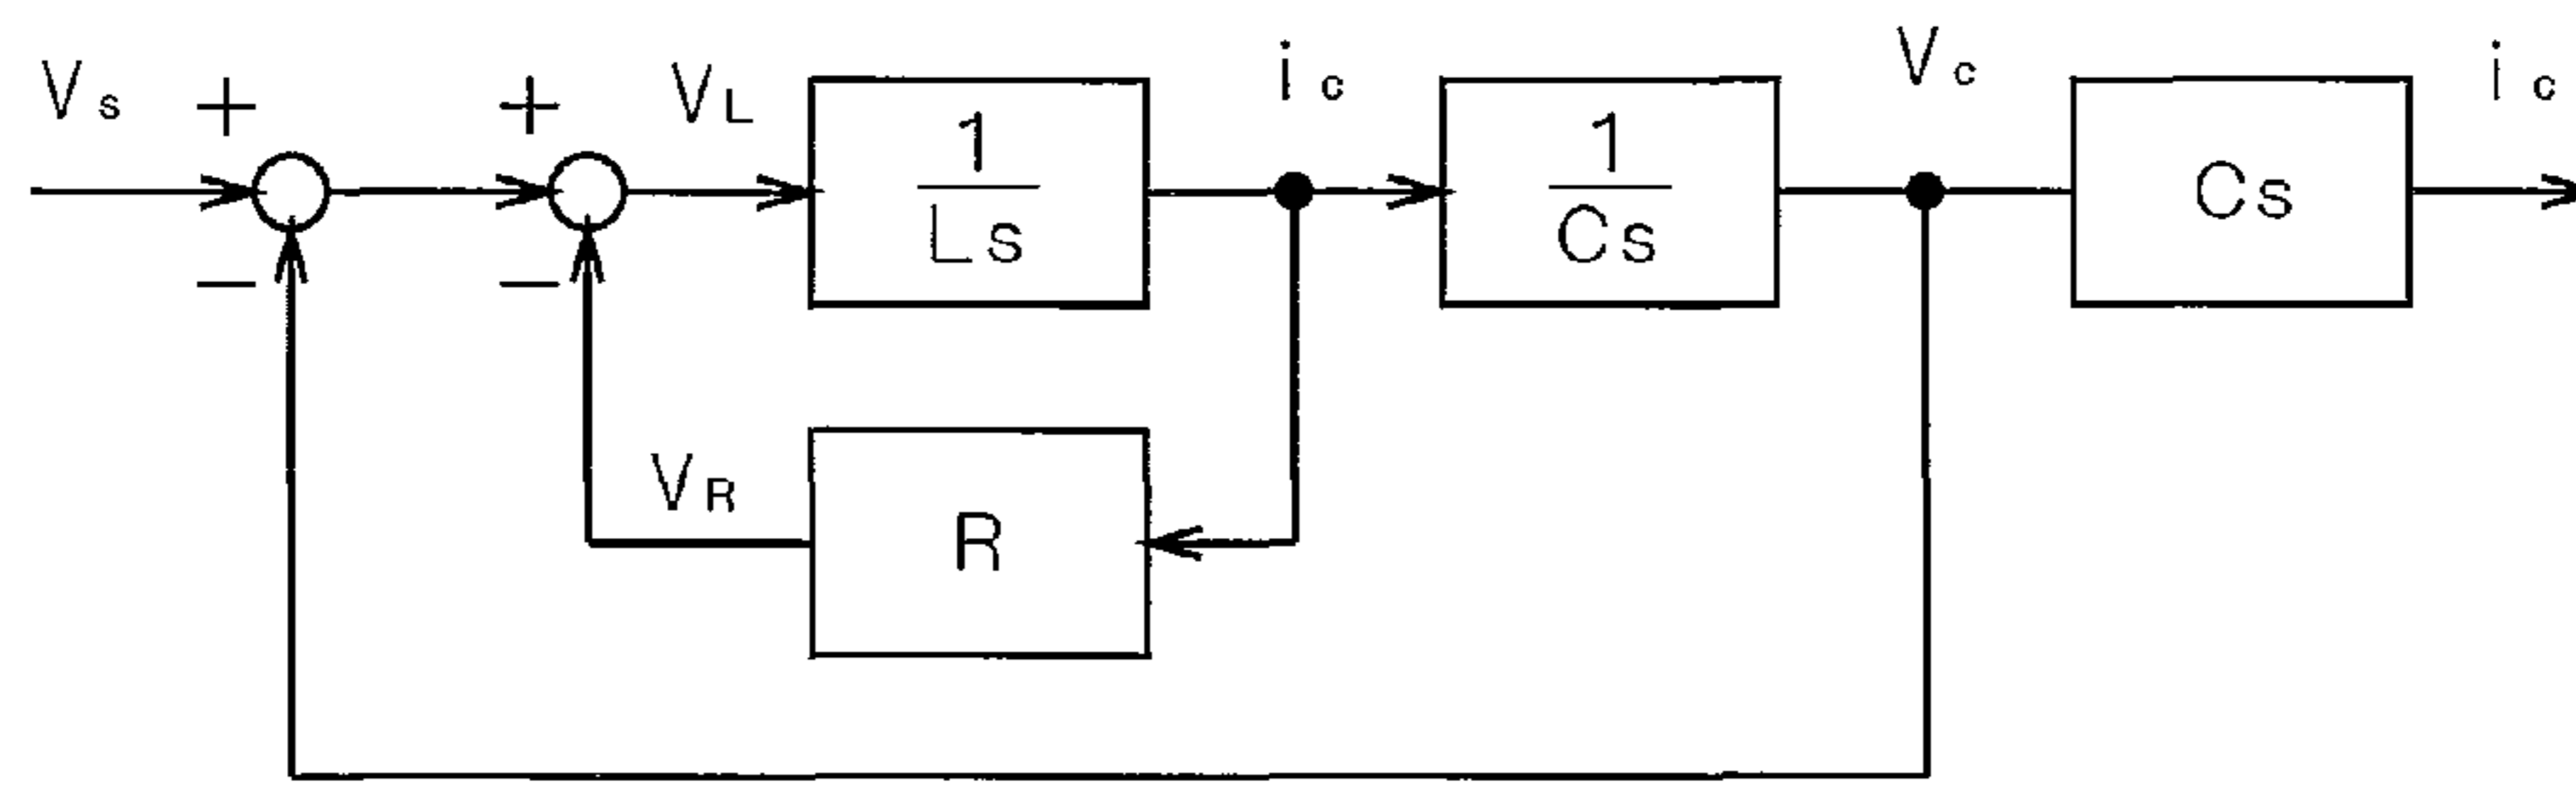 Vs + + VL 1/Ls ic 1/Cs Vc Cs ic
− −
VR R